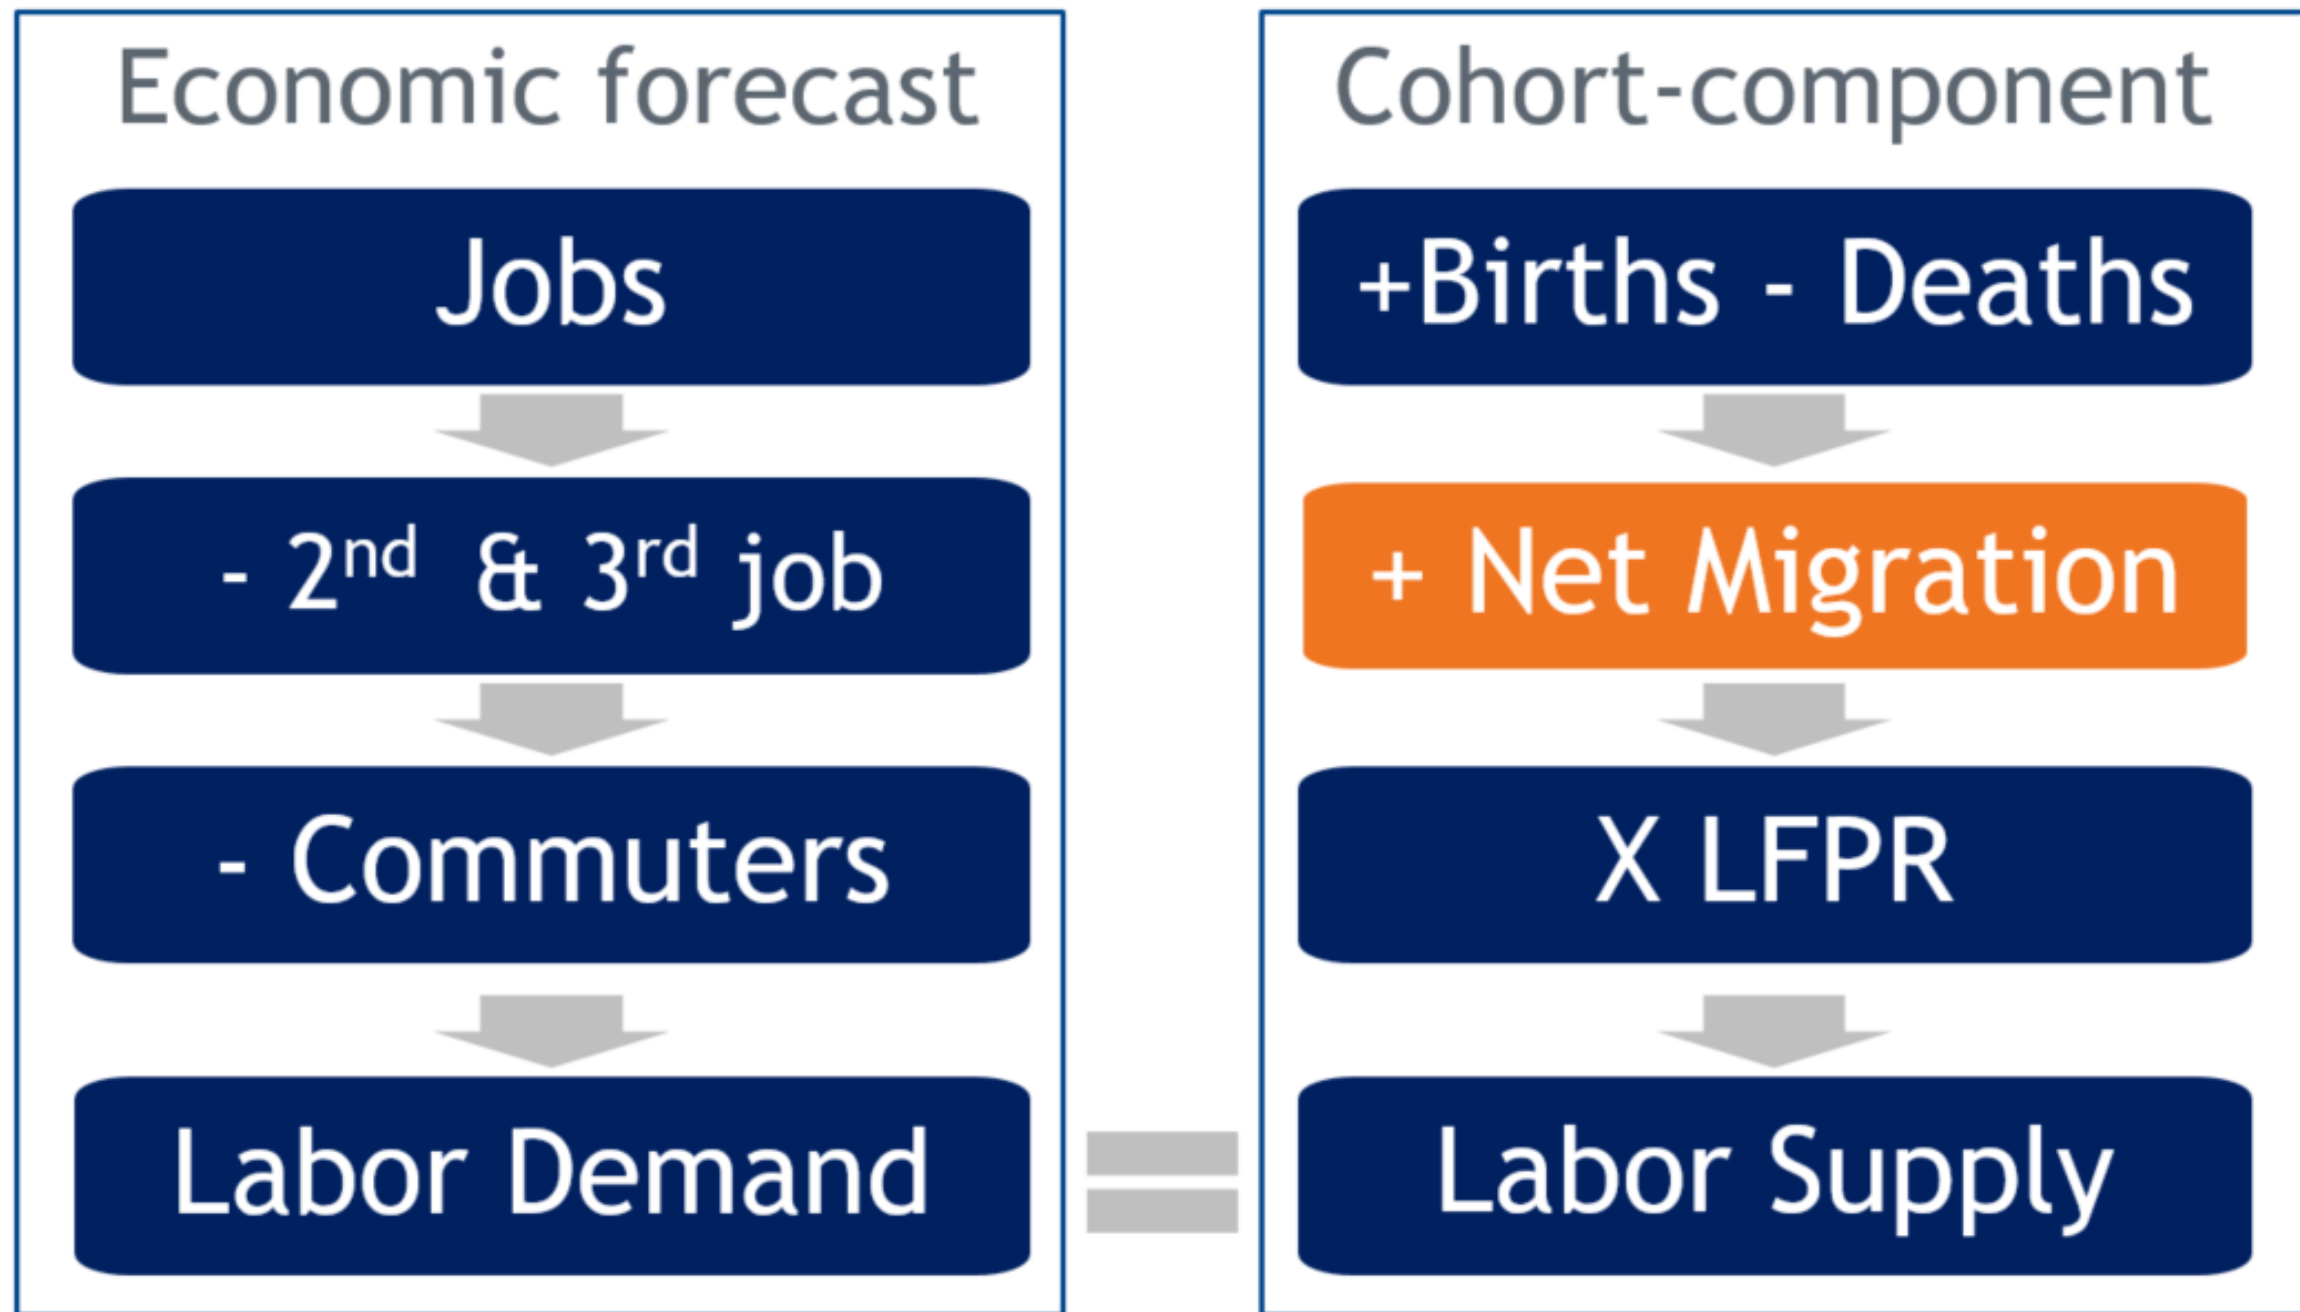 Economic forecast
Jobs
- 2nd & 3rd job
- Commuters
Labor Demand
Cohort-component
+Births - Deaths
+ Net Migration
X LFPR
Labor Supply